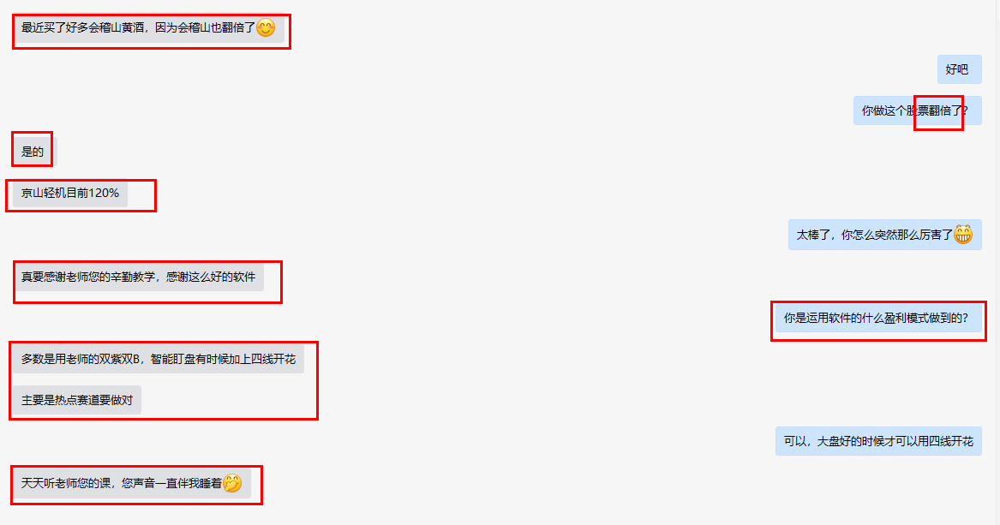 最近买了好多会稽山黄酒，因为会稽山也翻倍了
好吧
你做这个股票翻倍了?
是的
京山轻机目前120%
太棒了，你怎么突然那么厉害了
真要感谢老师您的辛勤教学，感谢这么好的软件
你是运用软件的什么盈利模式做到的?
多数是用老师的双紫双B，智能盯盘有时候加上四线开花
主要是热点赛道要做对
可以，大盘好的时候才可以用四线开花
天天听老师您的课，您声音一直伴我睡着